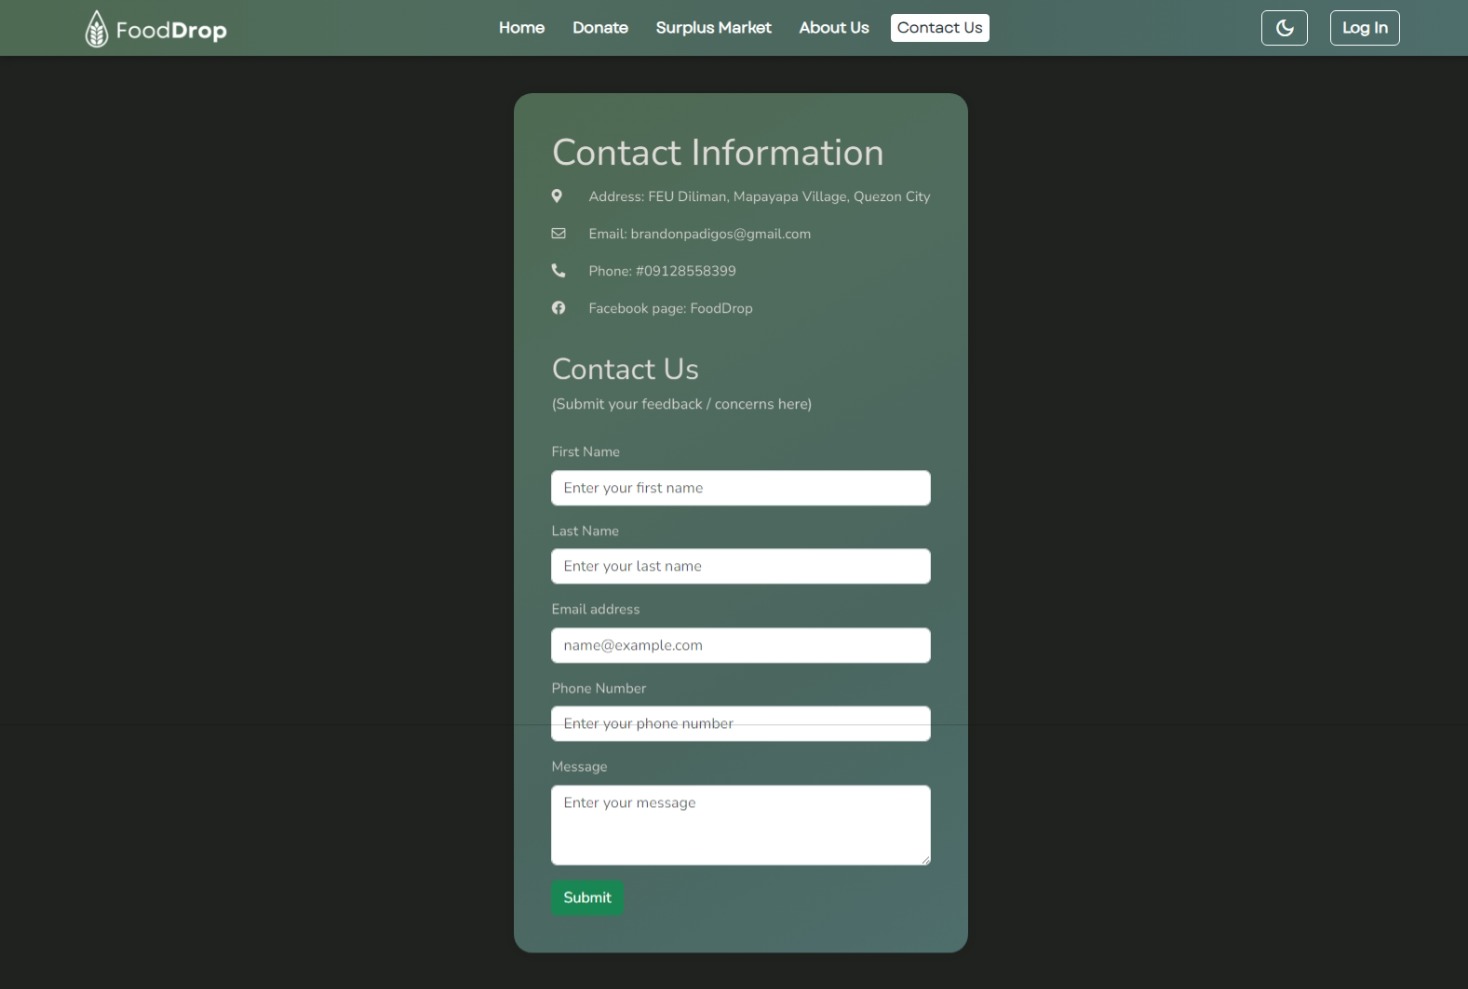 FoodDrop
Home
Donate
Surplus Market
About Us
Contact Us
Log In
Contact Information
Address: FEU Diliman, Mapayapa Village, Quezon City
Email: brandonpadigos@gmail.com
Phone: #09128558399
Facebook page: FoodDrop
Contact Us
(Submit your feedback / concerns here)
First Name
Enter your first name
Last Name
Enter your last name
Email address
name@example.com
Phone Number
Enter your phone number
Message
Enter your message
Submit